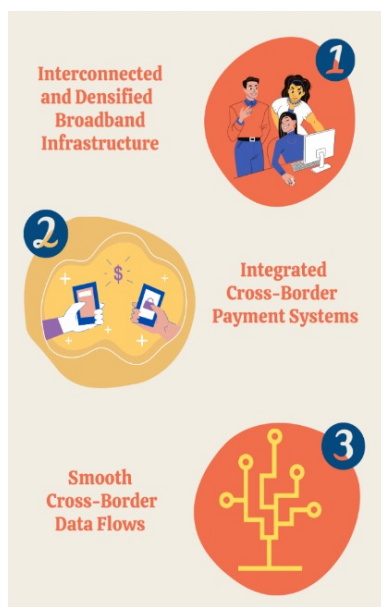 1
Interconnected
and Densified
Broadband
Infrastructure
2
$
Integrated
Cross-Border
Payment Systems
3
Smooth
Cross-Border
Data Flows